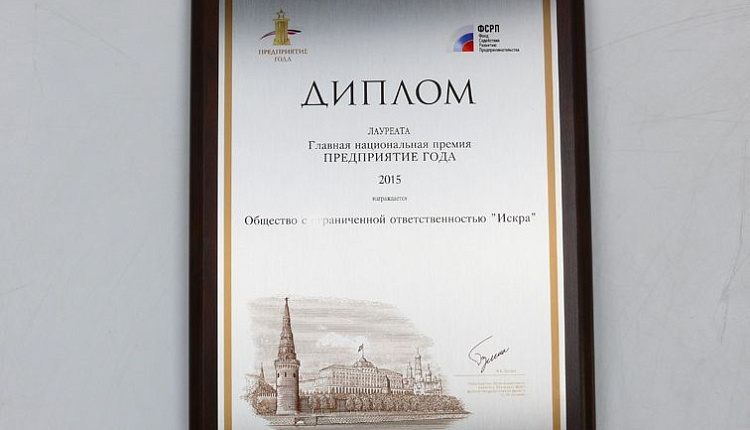 ПРЕДПРИЯТИЕ
ГОДА
ФСРП
Фонд
Содействия
Развитию
Предпринимательства
ДИПЛОМ
ЛАУРЕАТА
Главная национальная премия
ПРЕДПРИЯТИЕ ГОДА
2015
награждается
Общество с ограниченной ответственностью "Искра"